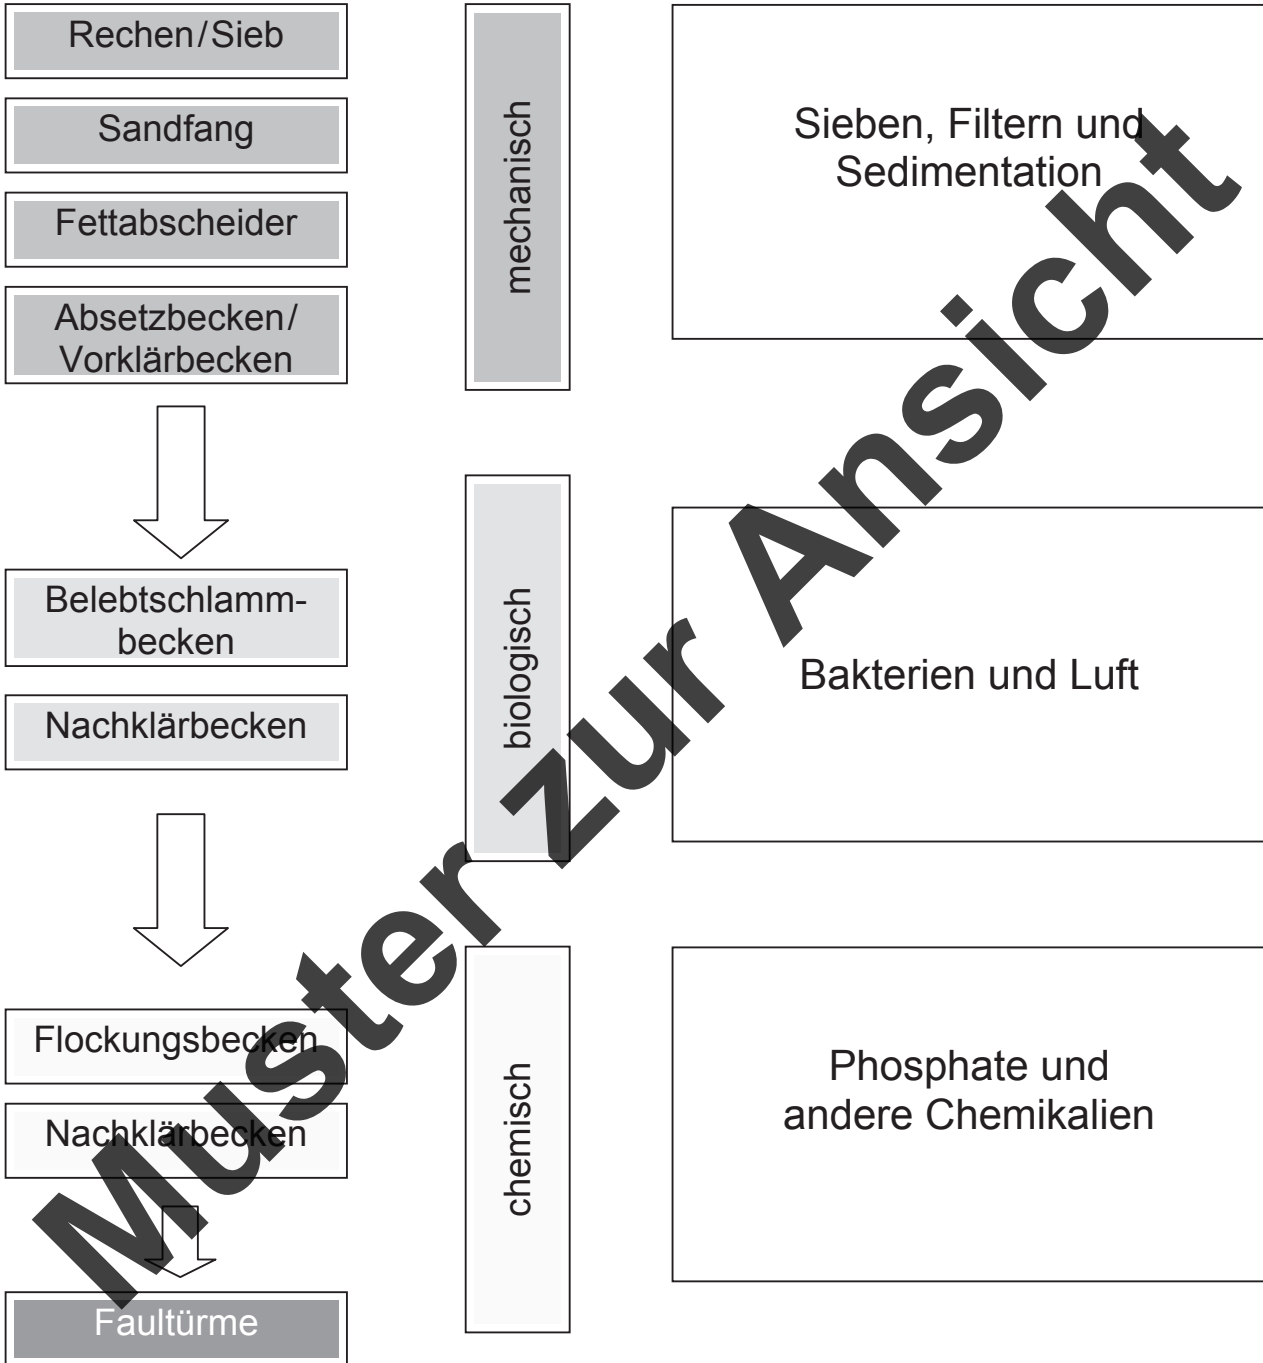 Rechen/Sieb
Sandfang
Fettabscheider
Absetzbecken/
Vorklärbecken
mechanisch
Sieben, Filtern und
Sedimentation
Belebtschlamm-
becken
Nachklärbecken
biologisch
Bakterien und Luft
Flockungsbecken
Nachklärbecken
chemisch
Phosphate und
andere Chemikalien
Faultürme
Muster zur Ansicht